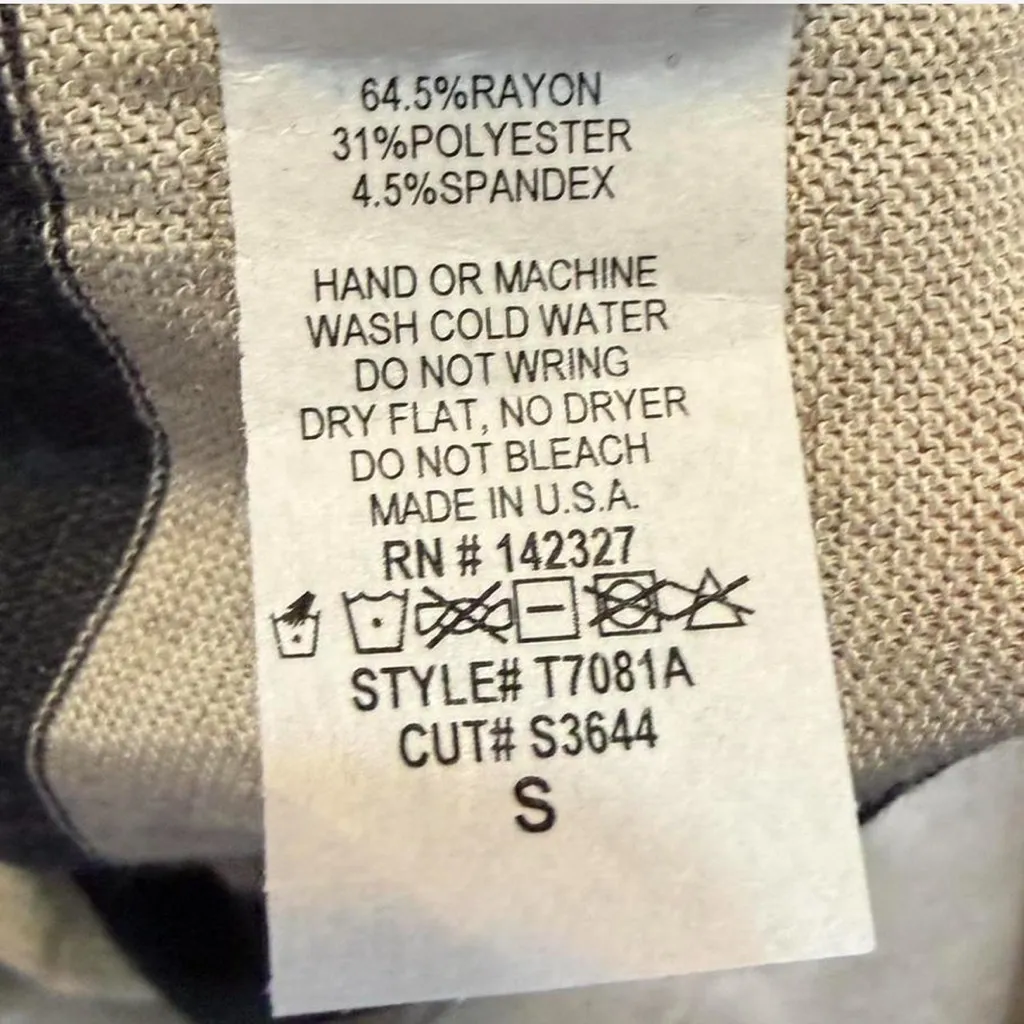 64.5%RAYON
31%POLYESTER
4.5%SPANDEX
HAND OR MACHINE
WASH COLD WATER
DO NOT WRING
DRY FLAT, NO DRYER
DO NOT BLEACH
MADE IN U.S.A.
RN # 142327
STYLE# T7081A
CUT# S3644
S